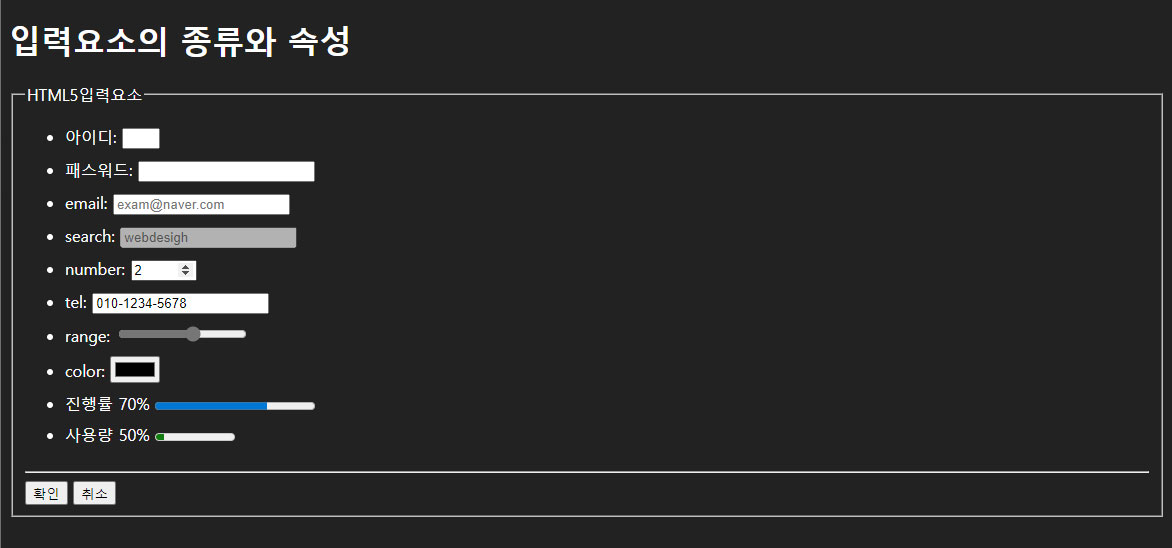 입력요소의 종류와 속성
HTML5입력요소
아이디:
패스워드:
email: exam@naver.com
search: webdesigh
number: 2
tel: 010-1234-5678
range:
color:
진행률 70%
사용량 50%
확인 취소